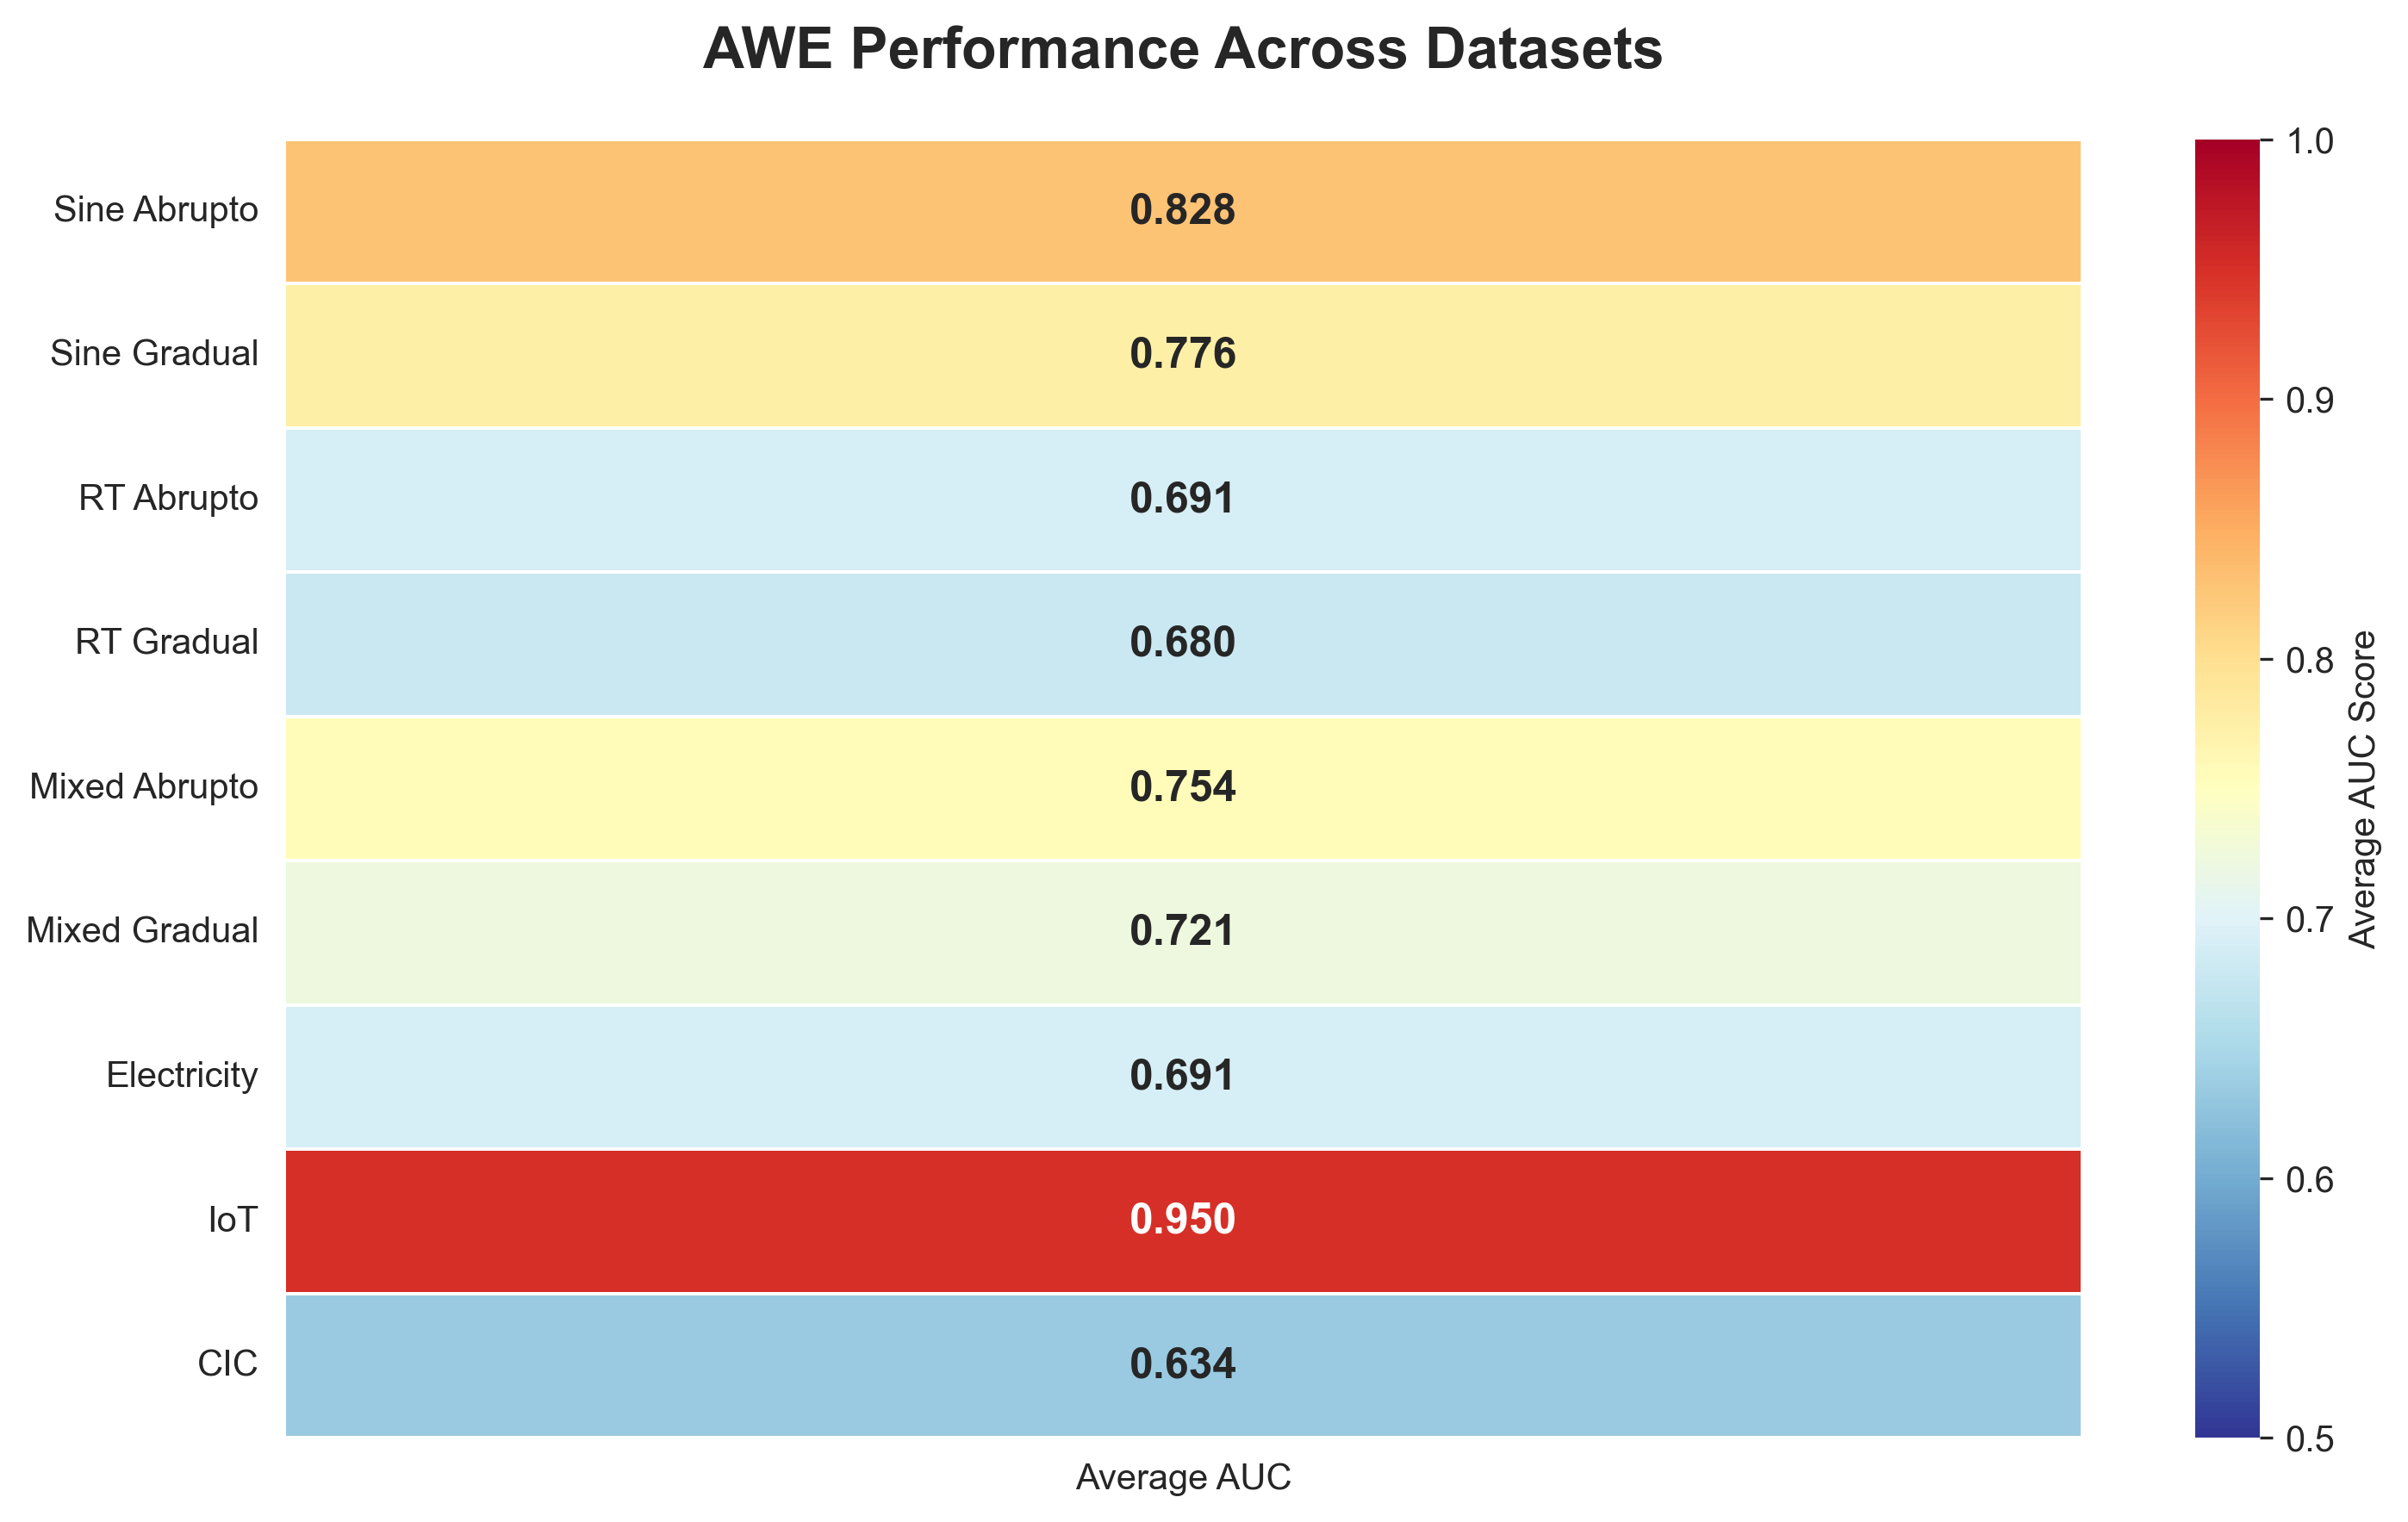 AWE Performance Across Datasets
Sine Abrupto 0.828
Sine Gradual 0.776
RT Abrupto 0.691
RT Gradual 0.680
Mixed Abrupto 0.754
Mixed Gradual 0.721
Electricity 0.691
IoT 0.950
CIC 0.634
Average AUC
1.0
0.9
0.8
0.7
0.6
0.5
Average AUC Score